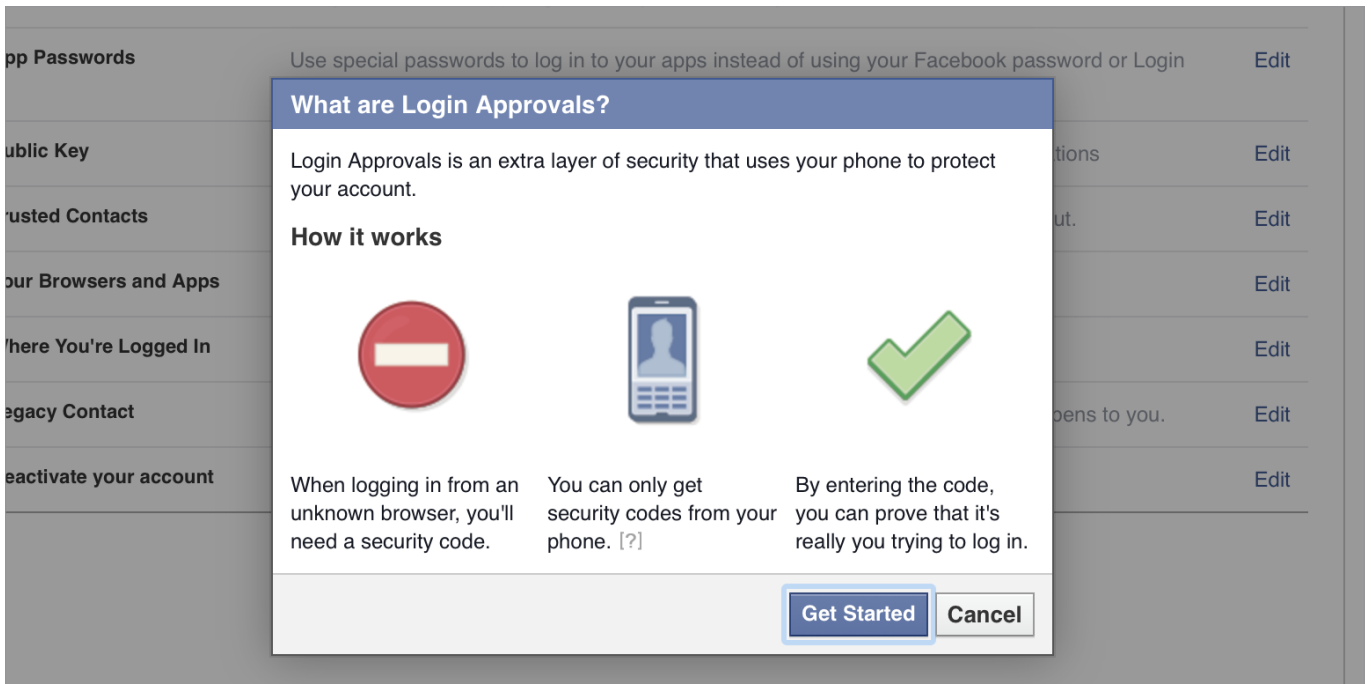 pp Passwords
Use special passwords to log in to your apps instead of using your Facebook password or Login
Edit
What are Login Approvals?
ublic Key
tions
Edit
Login Approvals is an extra layer of security that uses your phone to protect
your account.
rusted Contacts
ut.
Edit
How it works
our Browsers and Apps
Edit
here You're Logged In
Edit
egacy Contact
pens to you.
Edit
eactivate your account
Edit
When logging in from an
unknown browser, you'll
need a security code.
You can only get
security codes from your
phone. [?]
By entering the code,
you can prove that it's
really you trying to log in.
Get Started
Cancel